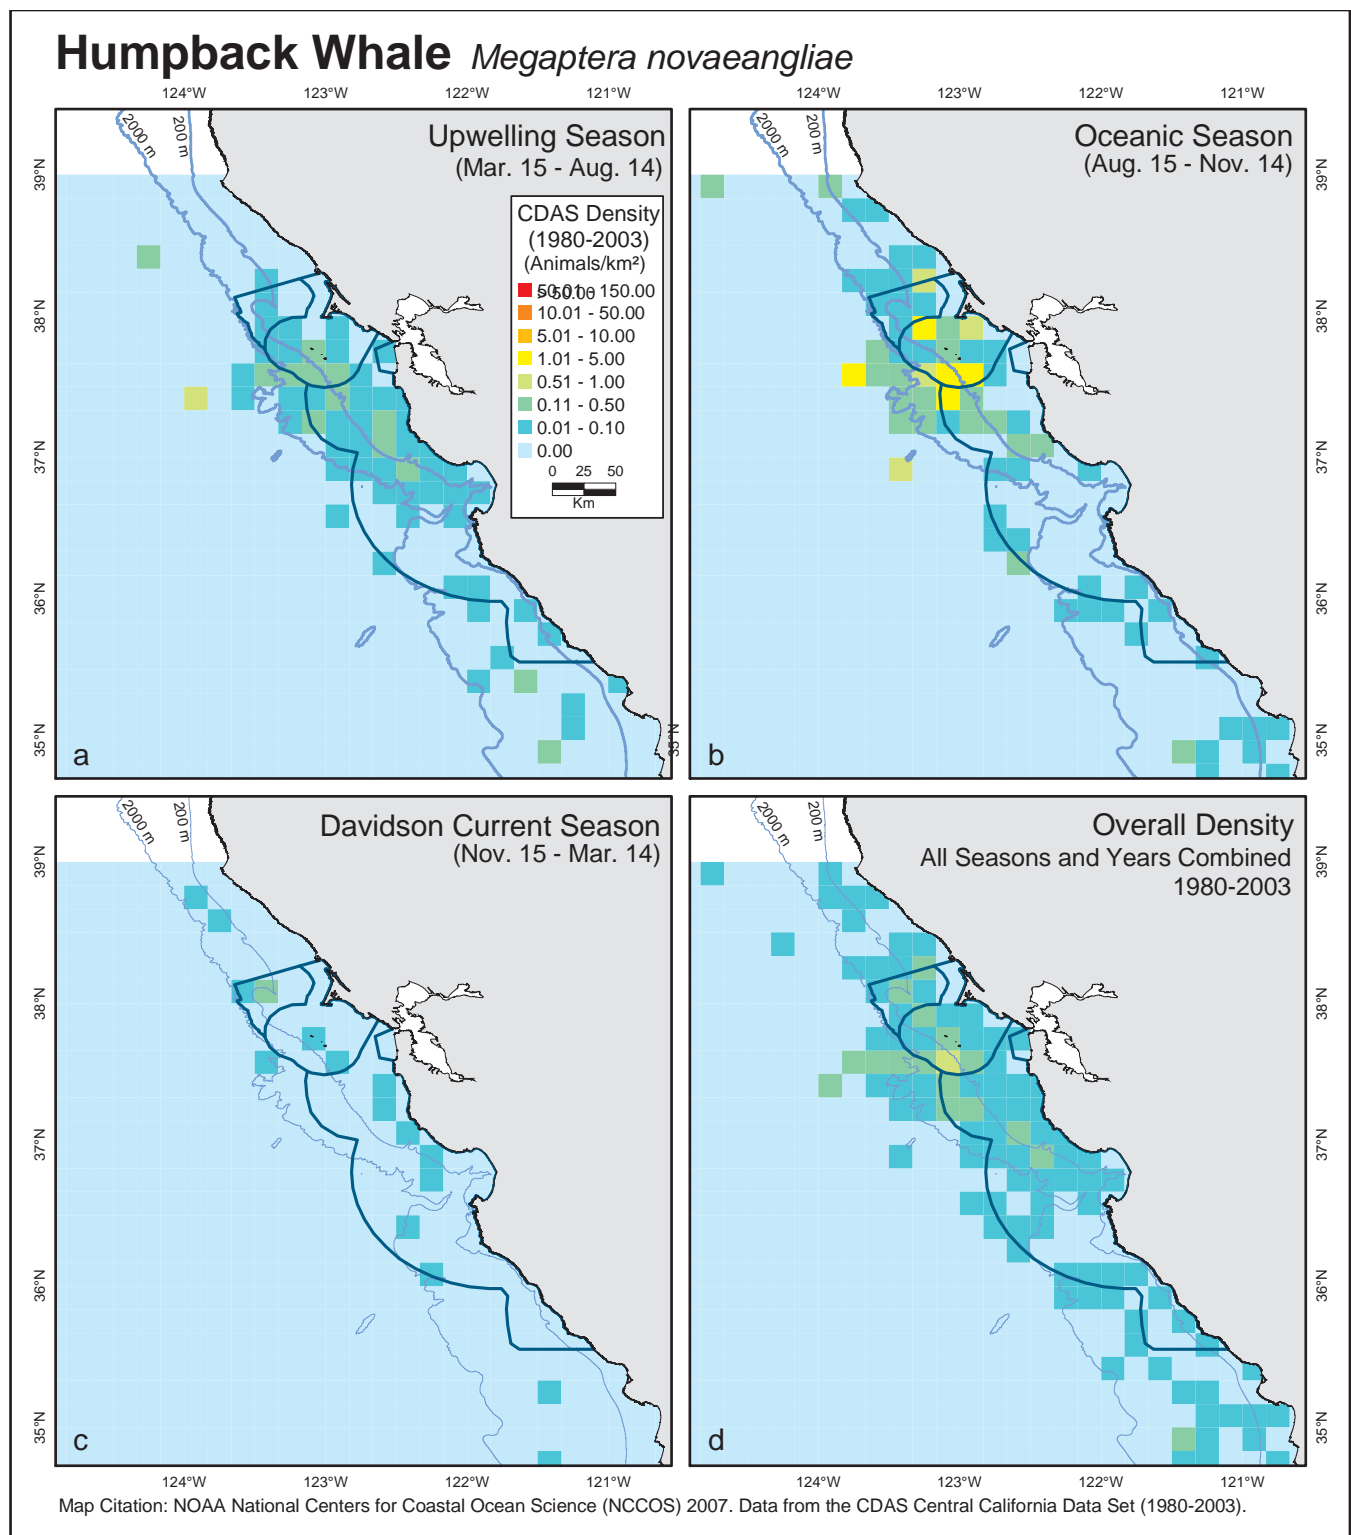 Humpback Whale Megaptera novaeangliae
124°W 123°W 122°W 121°W 124°W 123°W 122°W 121°W
2000 m
200 m
Upwelling Season
(Mar. 15 - Aug. 14)
CDAS Density
(1980-2003)
(Animals/km²)
50.01 - 150.00
> 50.00
10.01 - 50.00
5.01 - 10.00
1.01 - 5.00
0.51 - 1.00
0.11 - 0.50
0.01 - 0.10
0.00
0 25 50
Km
39°N
38°N
37°N
36°N
35°N
a
2000 m
200 m
Oceanic Season
(Aug. 15 - Nov. 14)
39°N
38°N
37°N
36°N
35°N
35°N
b
2000 m
200 m
Davidson Current Season
(Nov. 15 - Mar. 14)
39°N
38°N
37°N
36°N
35°N
c
2000 m
200 m
Overall Density
All Seasons and Years Combined
1980-2003
39°N
38°N
37°N
36°N
35°N
d
124°W 123°W 122°W 121°W 124°W 123°W 122°W 121°W
Map Citation: NOAA National Centers for Coastal Ocean Science (NCCOS) 2007. Data from the CDAS Central California Data Set (1980-2003).